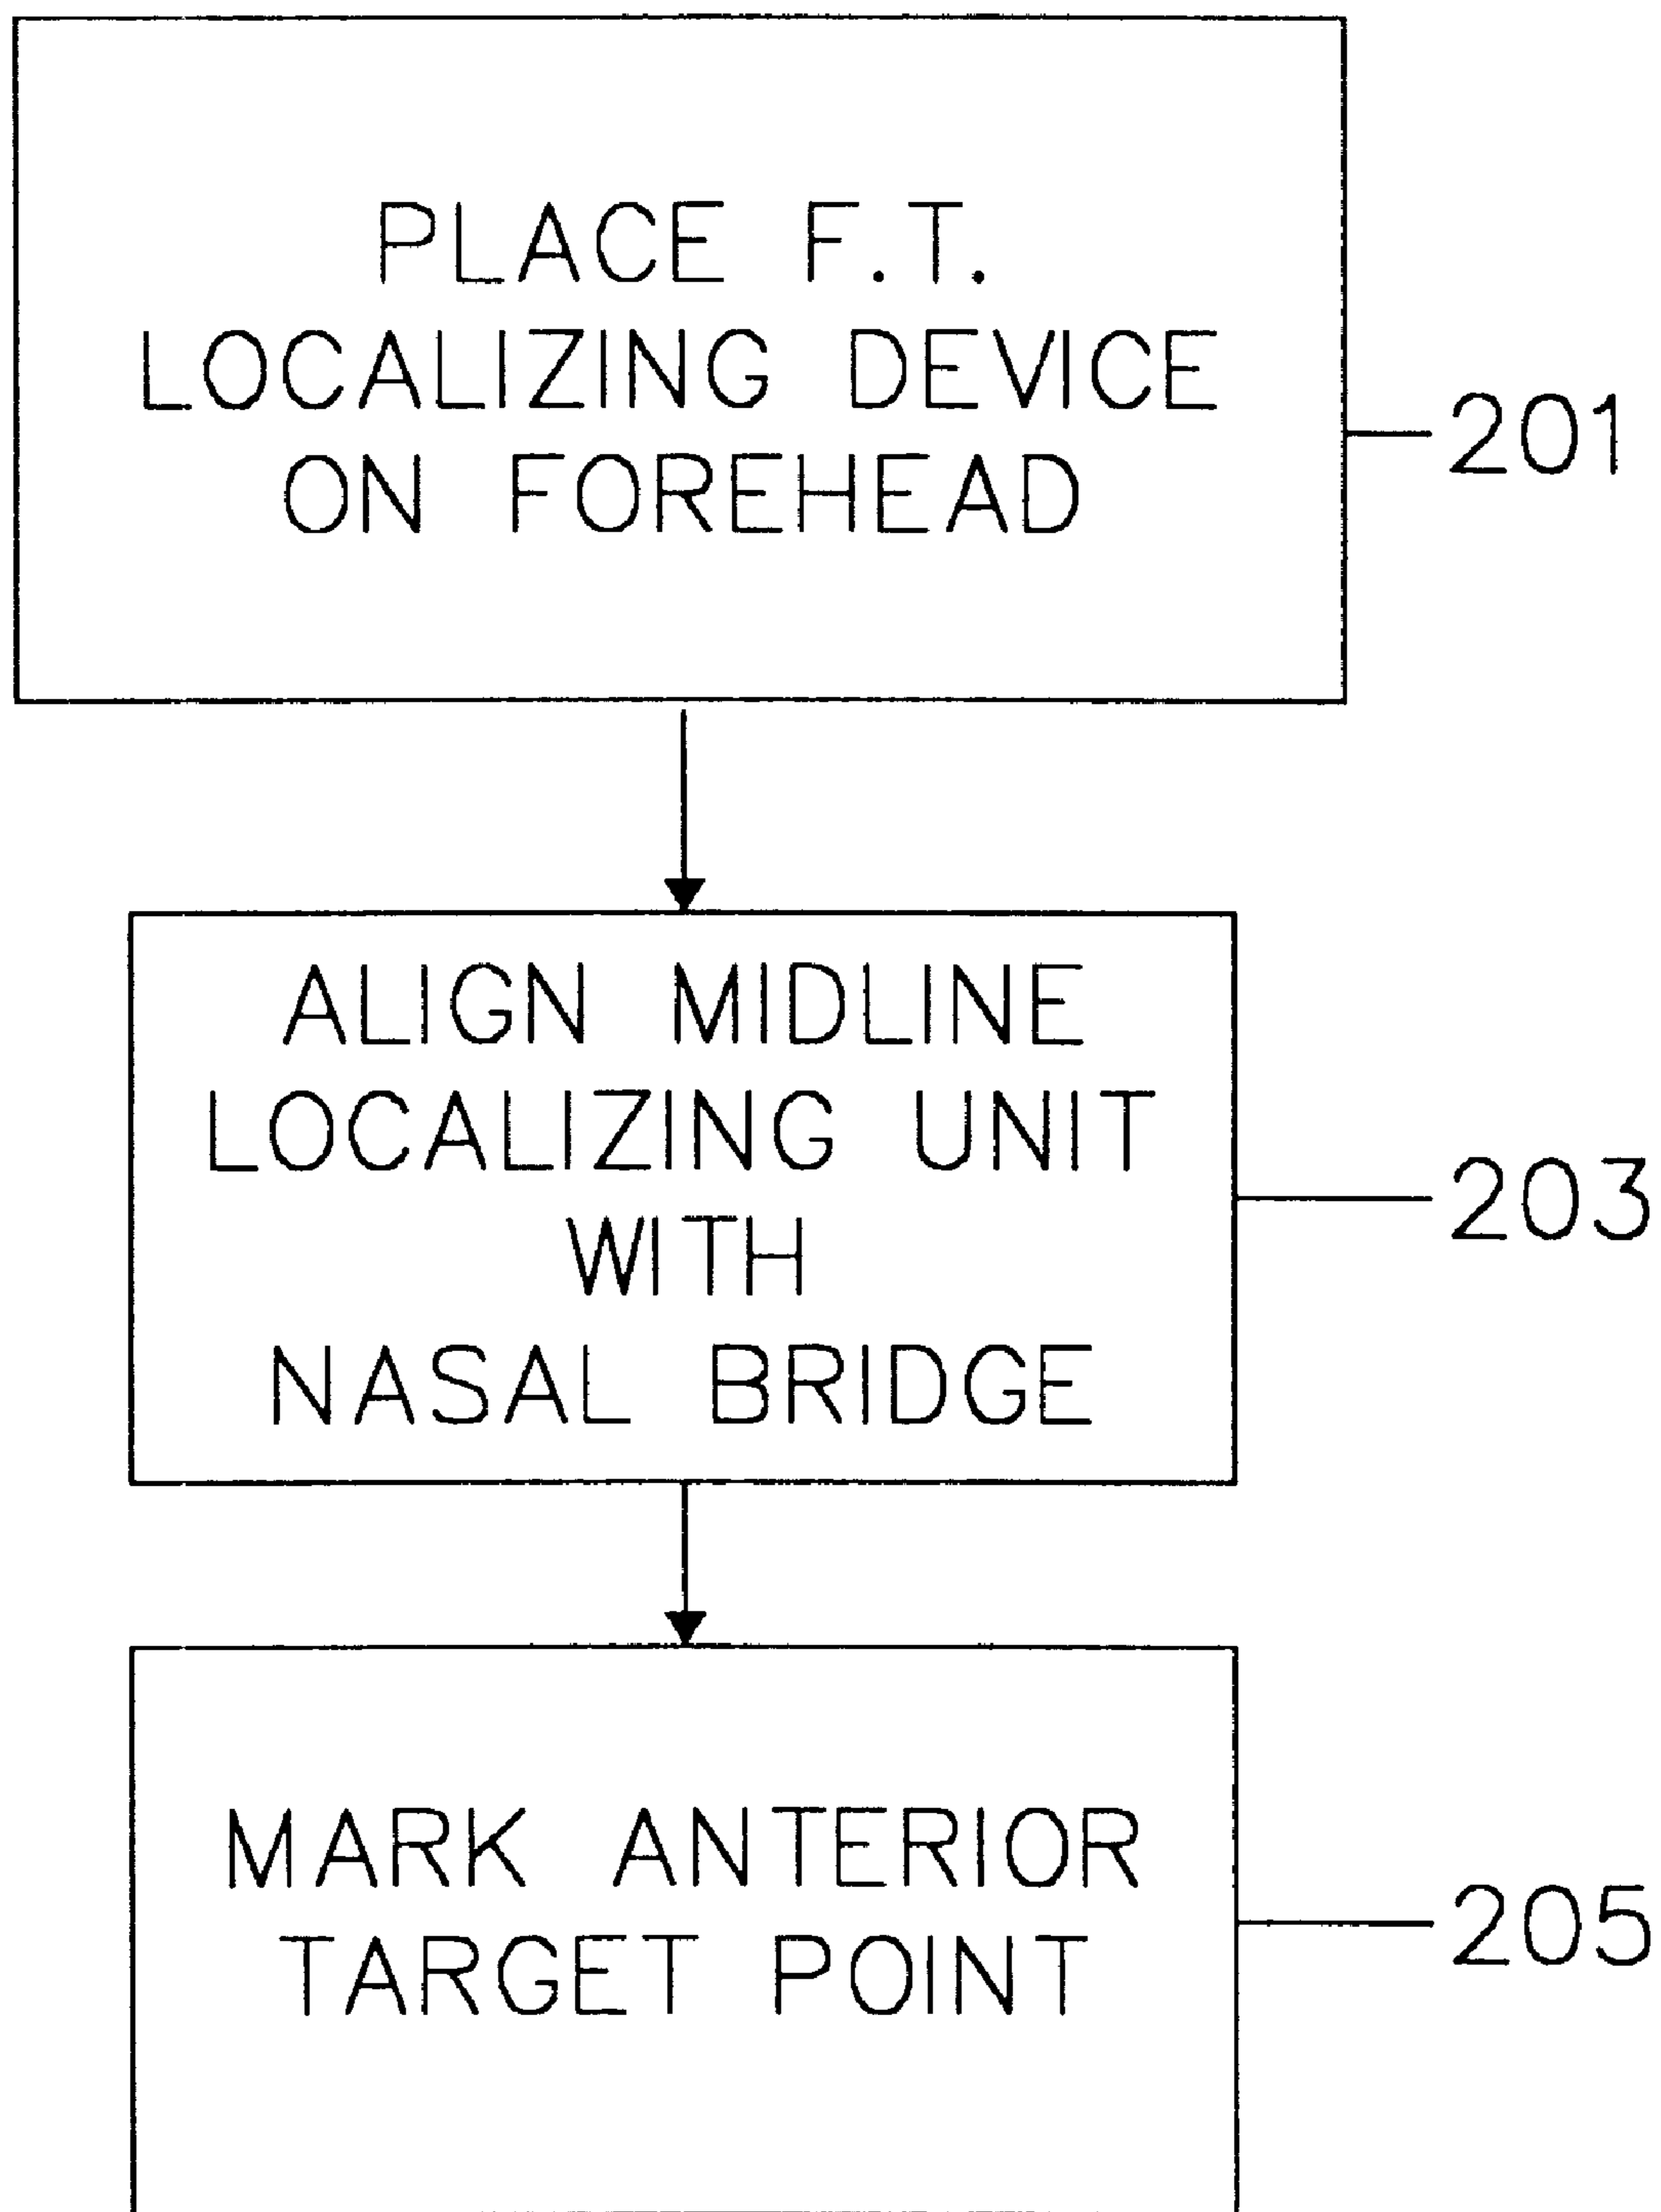 PLACE F.T.
LOCALIZING DEVICE
ON FOREHEAD
201
ALIGN MIDLINE
LOCALIZING UNIT
WITH
NASAL BRIDGE
203
MARK ANTERIOR
TARGET POINT
205